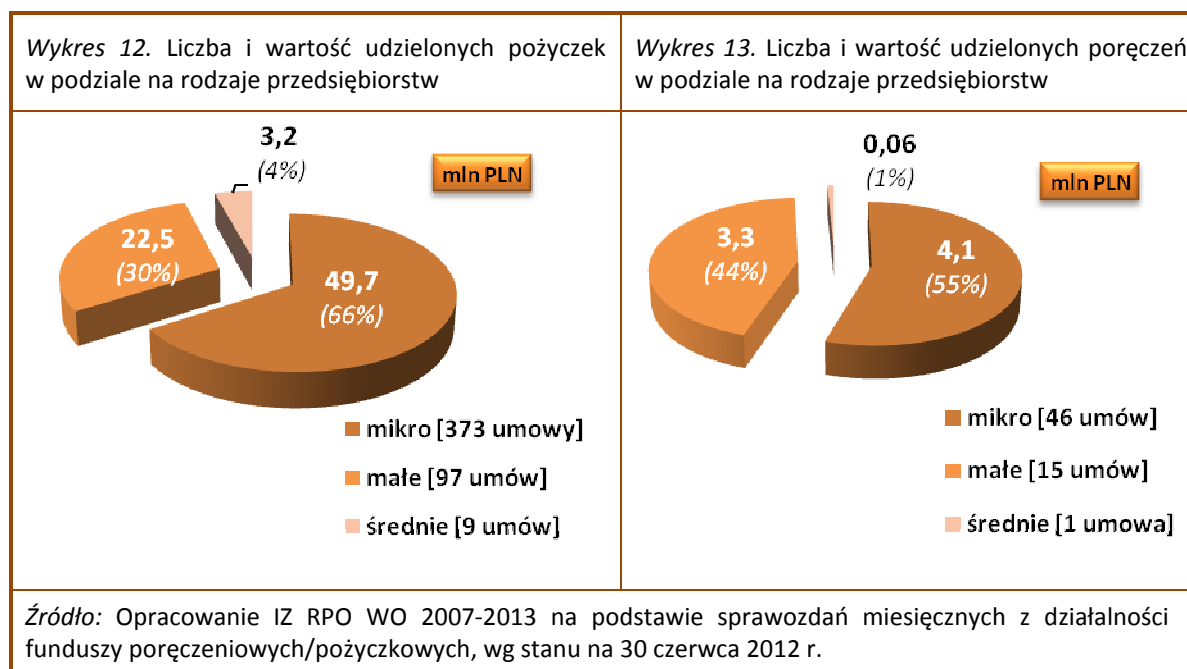 Wykres 12. Liczba i wartość udzielonych pożyczek
w podziale na rodzaje przedsiębiorstw
3,2
(4%)
mln PLN
22,5
(30%)
49,7
(66%)
mikro [373 umowy]
małe [97 umów]
średnie [9 umów]
Wykres 13. Liczba i wartość udzielonych poręczeń
w podziale na rodzaje przedsiębiorstw
0,06
(1%)
mln PLN
3,3
(44%)
4,1
(55%)
mikro [46 umów]
małe [15 umów]
średnie [1 umowa]
Źródło: Opracowanie IZ RPO WO 2007-2013 na podstawie sprawozdań miesięcznych z działalności
funduszy poręczeniowych/pożyczkowych, wg stanu na 30 czerwca 2012 r.